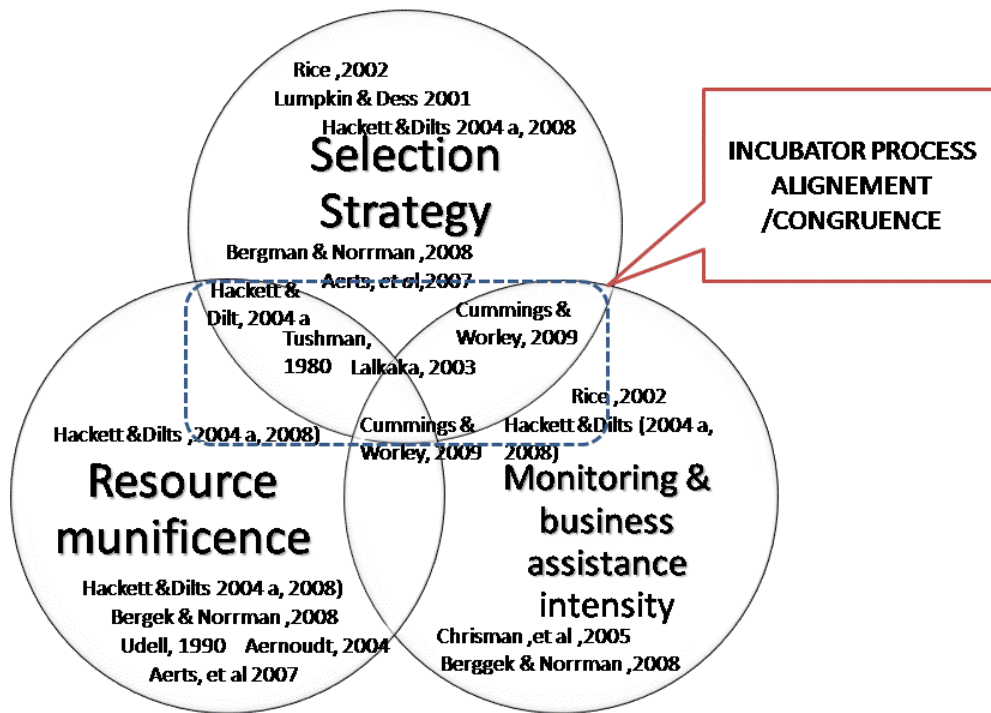 Rice ,2002
Lumpkin & Dess 2001
Hackett &Dilts 2004 a, 2008
Selection
Strategy
Bergman & Norrman ,2008
Aerts, et al,2007
INCUBATOR PROCESS
ALIGNEMENT
/CONGRUENCE
Hackett &
Dilt, 2004 a
Tushman,
1980
Lalkaka, 2003
Cummings &
Worley, 2009
Cummings &
Worley, 2009
Rice ,2002
Hackett &Dilts (2004 a,
2008)
Monitoring &
business
assistance
intensity
Chrisman ,et al ,2005
Berggek & Norrman ,2008
Hackett &Dilts ,2004 a, 2008)
Resource
munificence
Hackett &Dilts 2004 a, 2008)
Bergek & Norrman ,2008
Udell, 1990 Aernoudt, 2004
Aerts, et al 2007